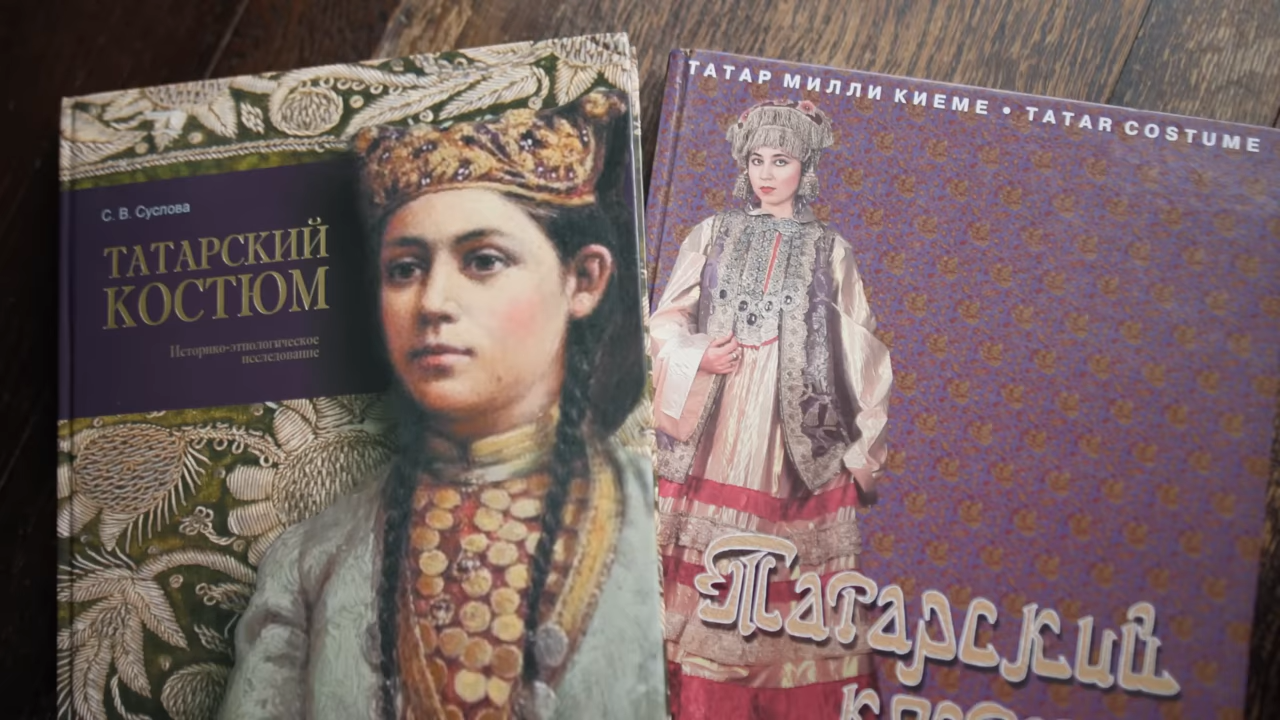 С. В. Суслова
ТАТАРСКИЙ
КОСТЮМ
Историко-этнологическое
исследование
ТАТАР МИЛЛИ КИЕМЕ • TATAR COSTUME
Татарский